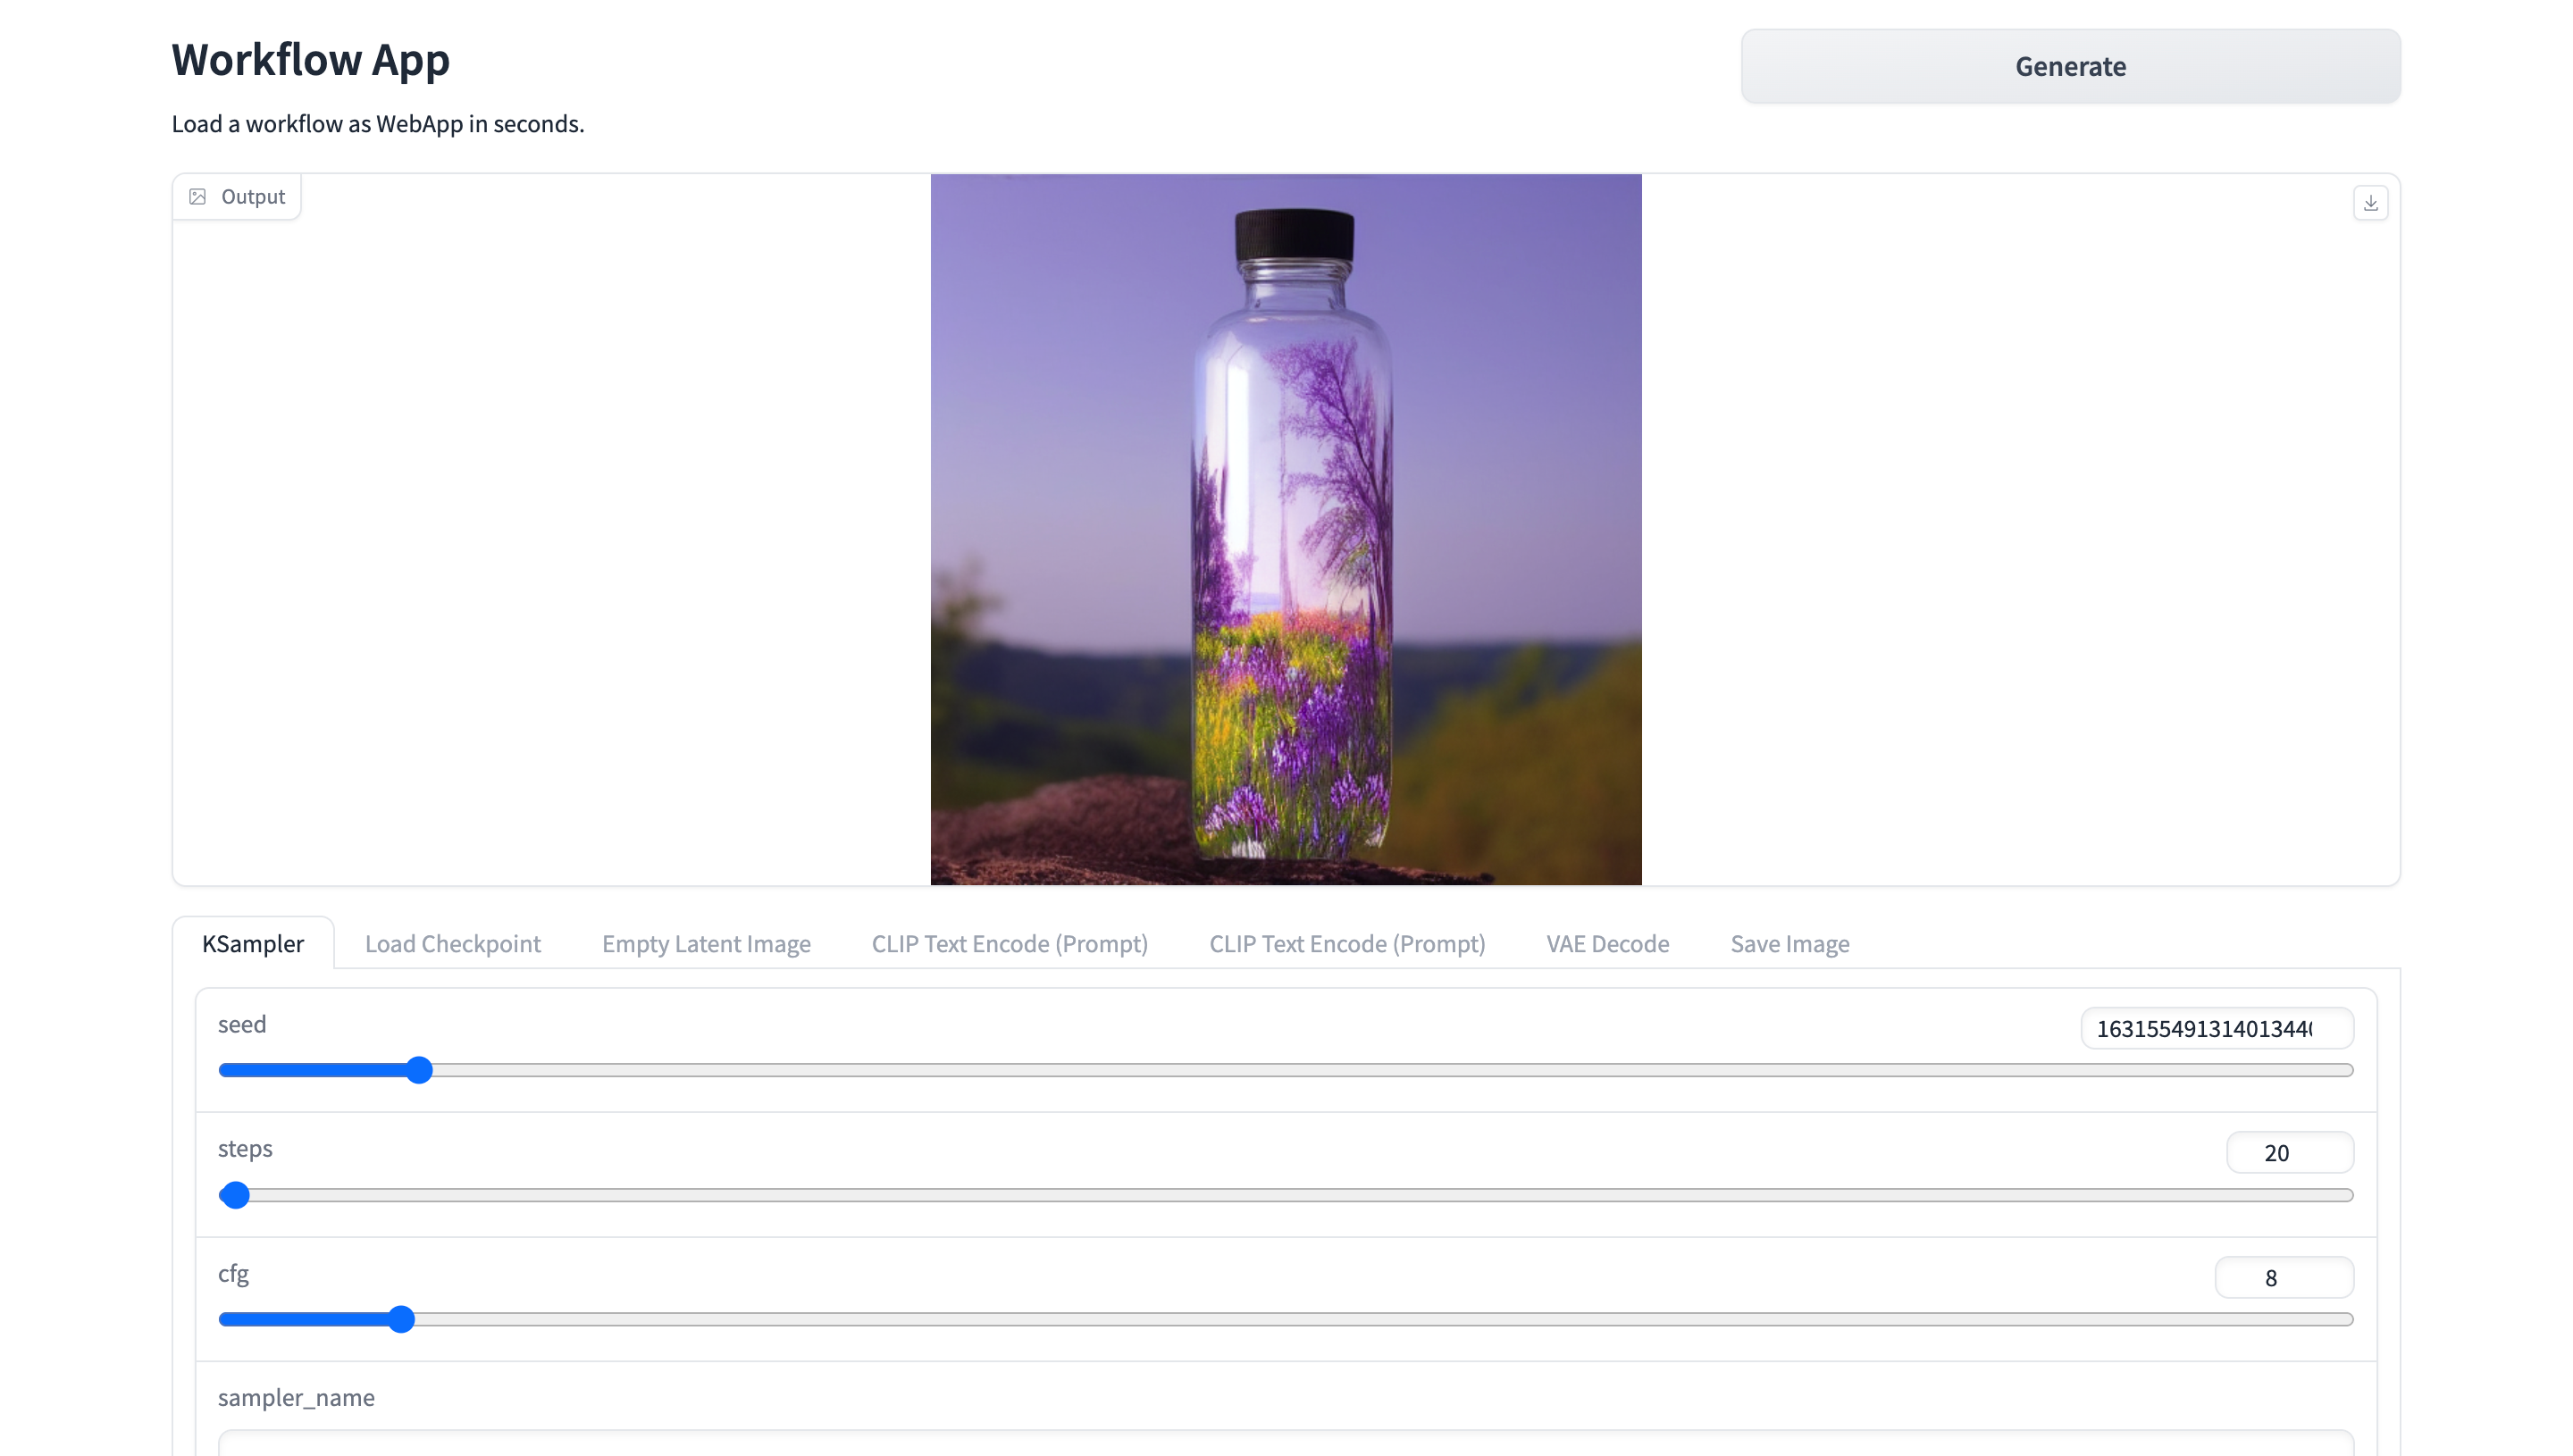 Workflow App
Generate
Load a workflow as WebApp in seconds.
Output
KSampler Load Checkpoint Empty Latent Image CLIP Text Encode (Prompt) CLIP Text Encode (Prompt) VAE Decode Save Image
seed
1631554913140134
steps
20
cfg
8
sampler_name